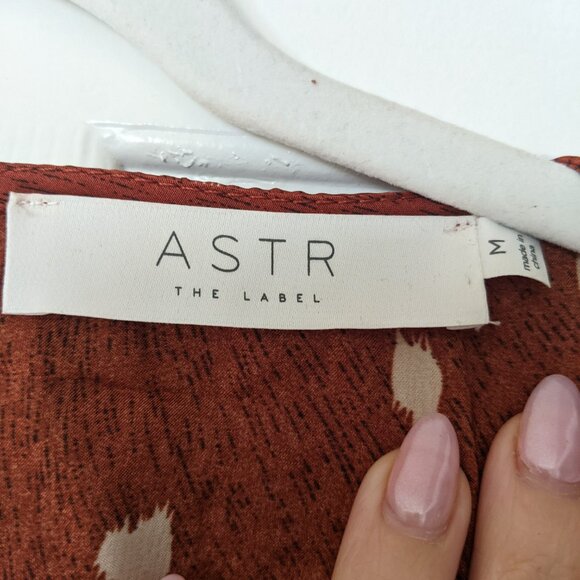 ASTR
THE LABEL
M
made in
china